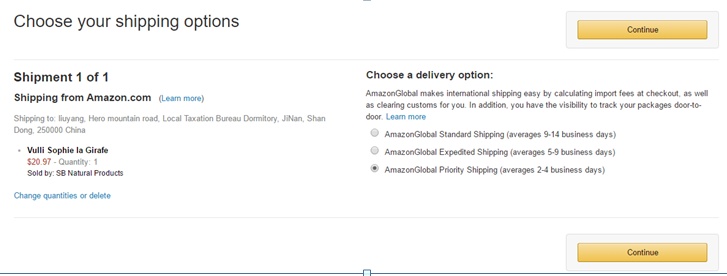 Choose your shipping options
Continue
Shipment 1 of 1
Shipping from Amazon.com (Learn more)
Shipping to: liuyang, Hero mountain road, Local Taxation Bureau Dormitory, JiNan, Shan
Dong, 250000 China
Vulli Sophie la Girafe
$20.97 - Quantity: 1
Sold by: SB Natural Products
Change quantities or delete
Choose a delivery option:
AmazonGlobal makes international shipping easy by calculating import fees at checkout, as well
as clearing customs for you. In addition, you have the visibility to track your packages door-to-
door. Learn more
AmazonGlobal Standard Shipping (averages 9-14 business days)
AmazonGlobal Expedited Shipping (averages 5-9 business days)
AmazonGlobal Priority Shipping (averages 2-4 business days)
Continue